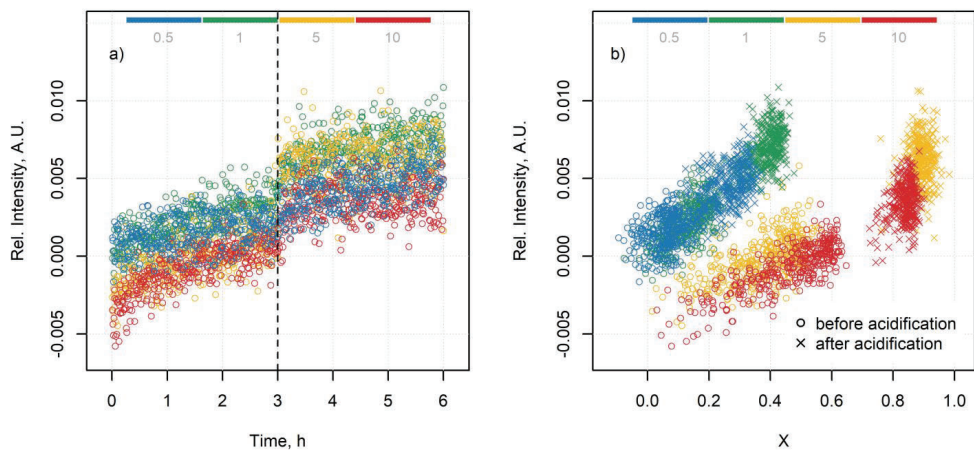 0.5 1 5 10
a)
Rel. Intensity, A.U.
0.010
0.005
0.000
-0.005
0 1 2 3 4 5 6
Time, h
0.5 1 5 10
b)
Rel. Intensity, A.U.
0.010
0.005
0.000
-0.005
before acidification
after acidification
0.0 0.2 0.4 0.6 0.8 1.0
X